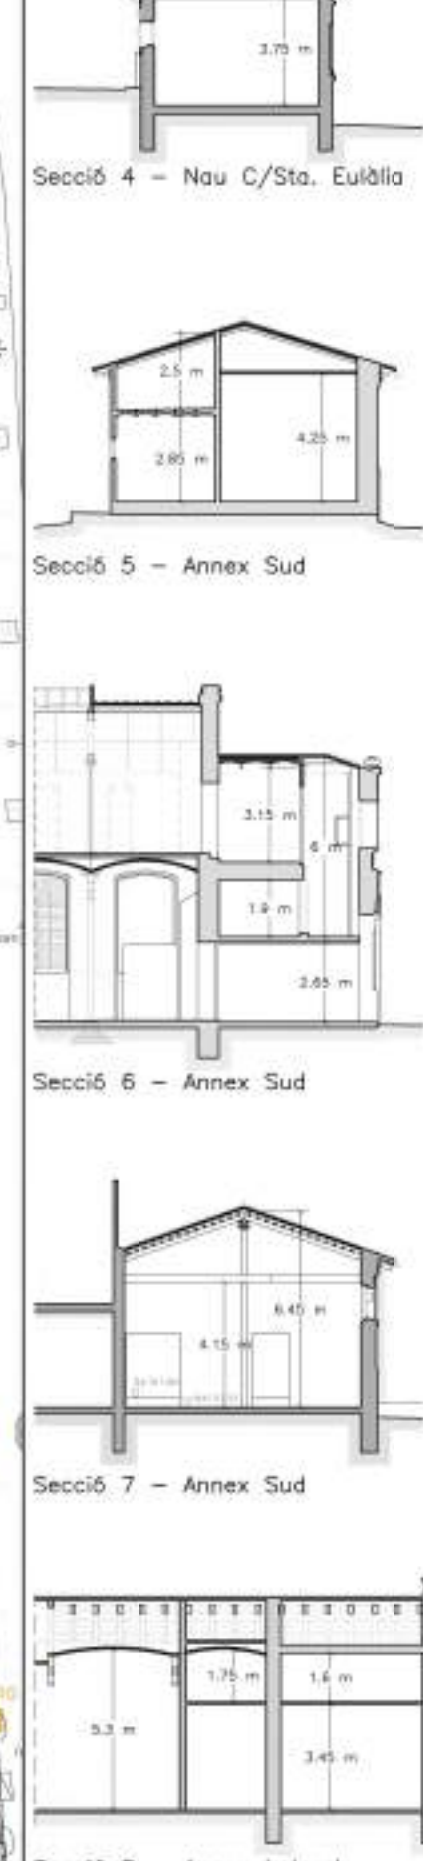 3.75 m
Secció 4 - Nau C/Sta. Eulàlia
2.5 m
4.25 m
2.85 m
Secció 5 - Annex Sud
3.15 m
6 m
1.9 m
2.65 m
Secció 6 - Annex Sud
6.45 m
4.15 m
Secció 7 - Annex Sud
1.75 m
1.6 m
5.3 m
3.45 m